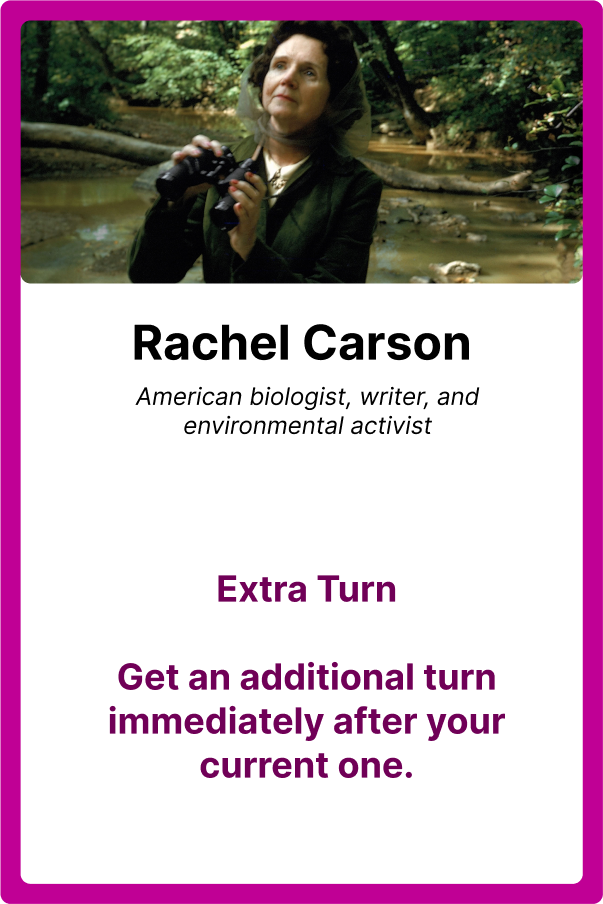 Rachel Carson
American biologist, writer, and
environmental activist
Extra Turn
Get an additional turn
immediately after your
current one.